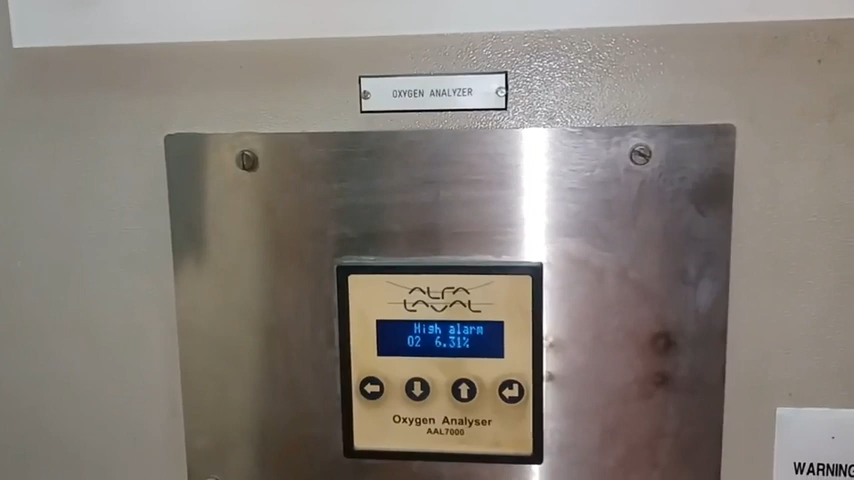 OXYGEN ANALYZER
ALFA
LAVAL
High alarm
O2 6.31%
Oxygen Analyser
AAL7000
WARNING